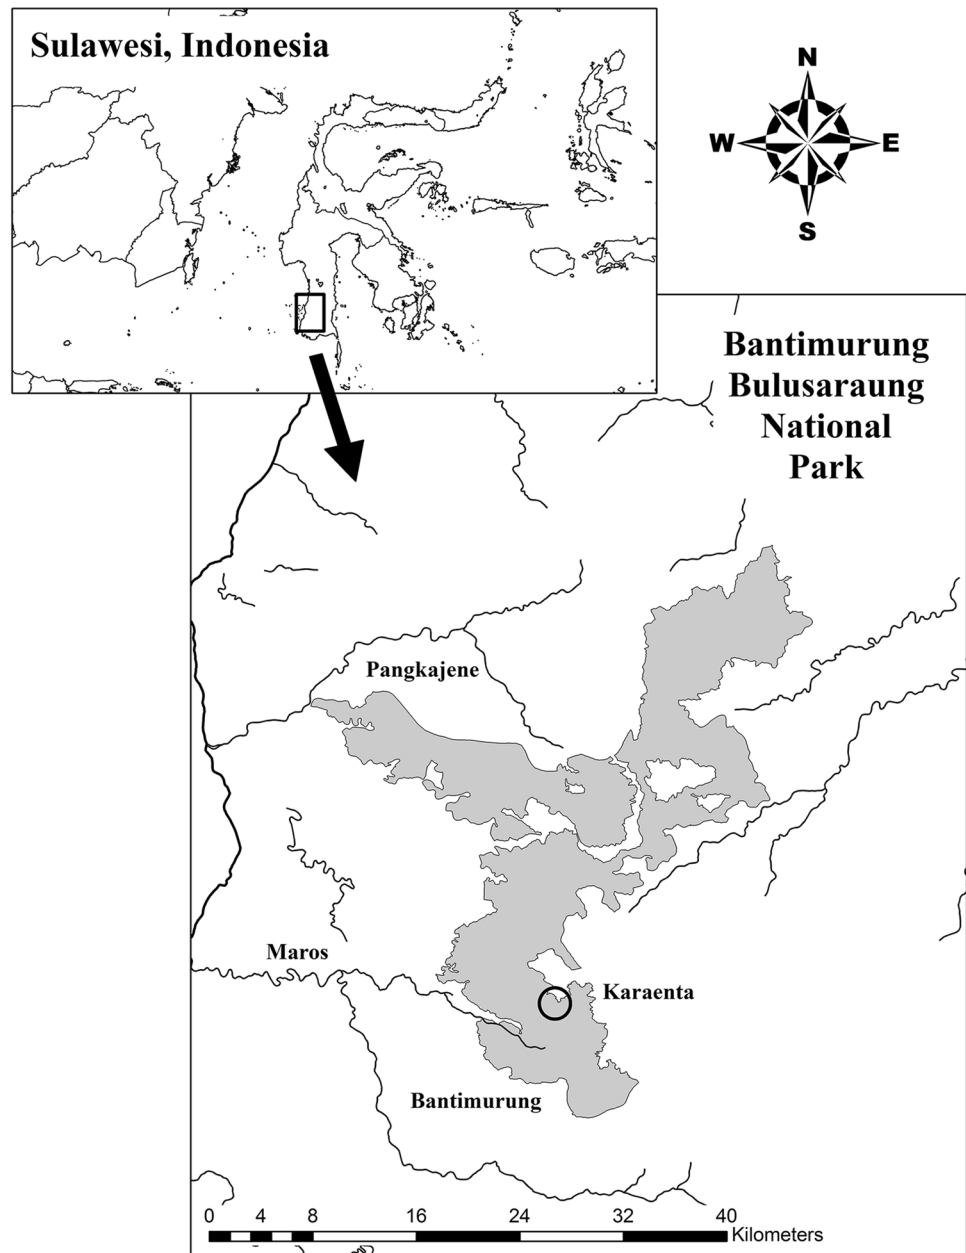 Sulawesi, Indonesia
N
W
E
S
Bantimurung
Bulusaraung
National
Park
Pangkajene
Maros
Karaenta
Bantimurung
0 4 8 16 24 32 40
Kilometers